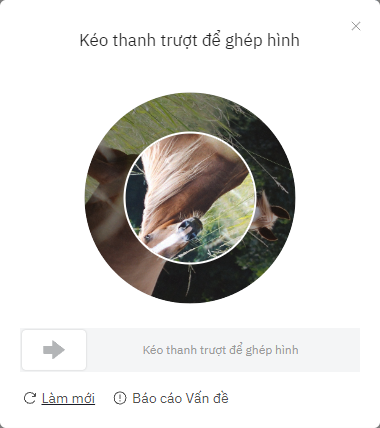 Kéo thanh trượt để ghép hình
Kéo thanh trượt để ghép hình
Làm mới
Báo cáo Vấn đề